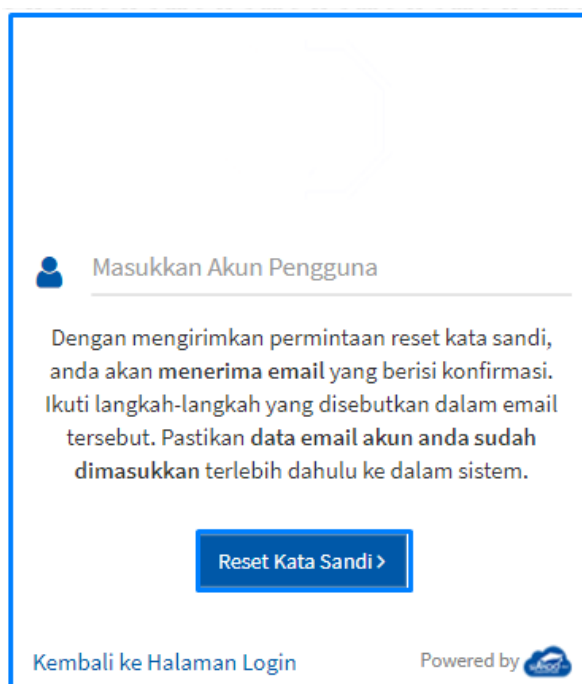 Masukkan Akun Pengguna
Dengan mengirimkan permintaan reset kata sandi,
anda akan menerima email yang berisi konfirmasi.
Ikuti langkah-langkah yang disebutkan dalam email
tersebut. Pastikan data email akun anda sudah
dimasukkan terlebih dahulu ke dalam sistem.
Reset Kata Sandi >
Kembali ke Halaman Login
Powered by